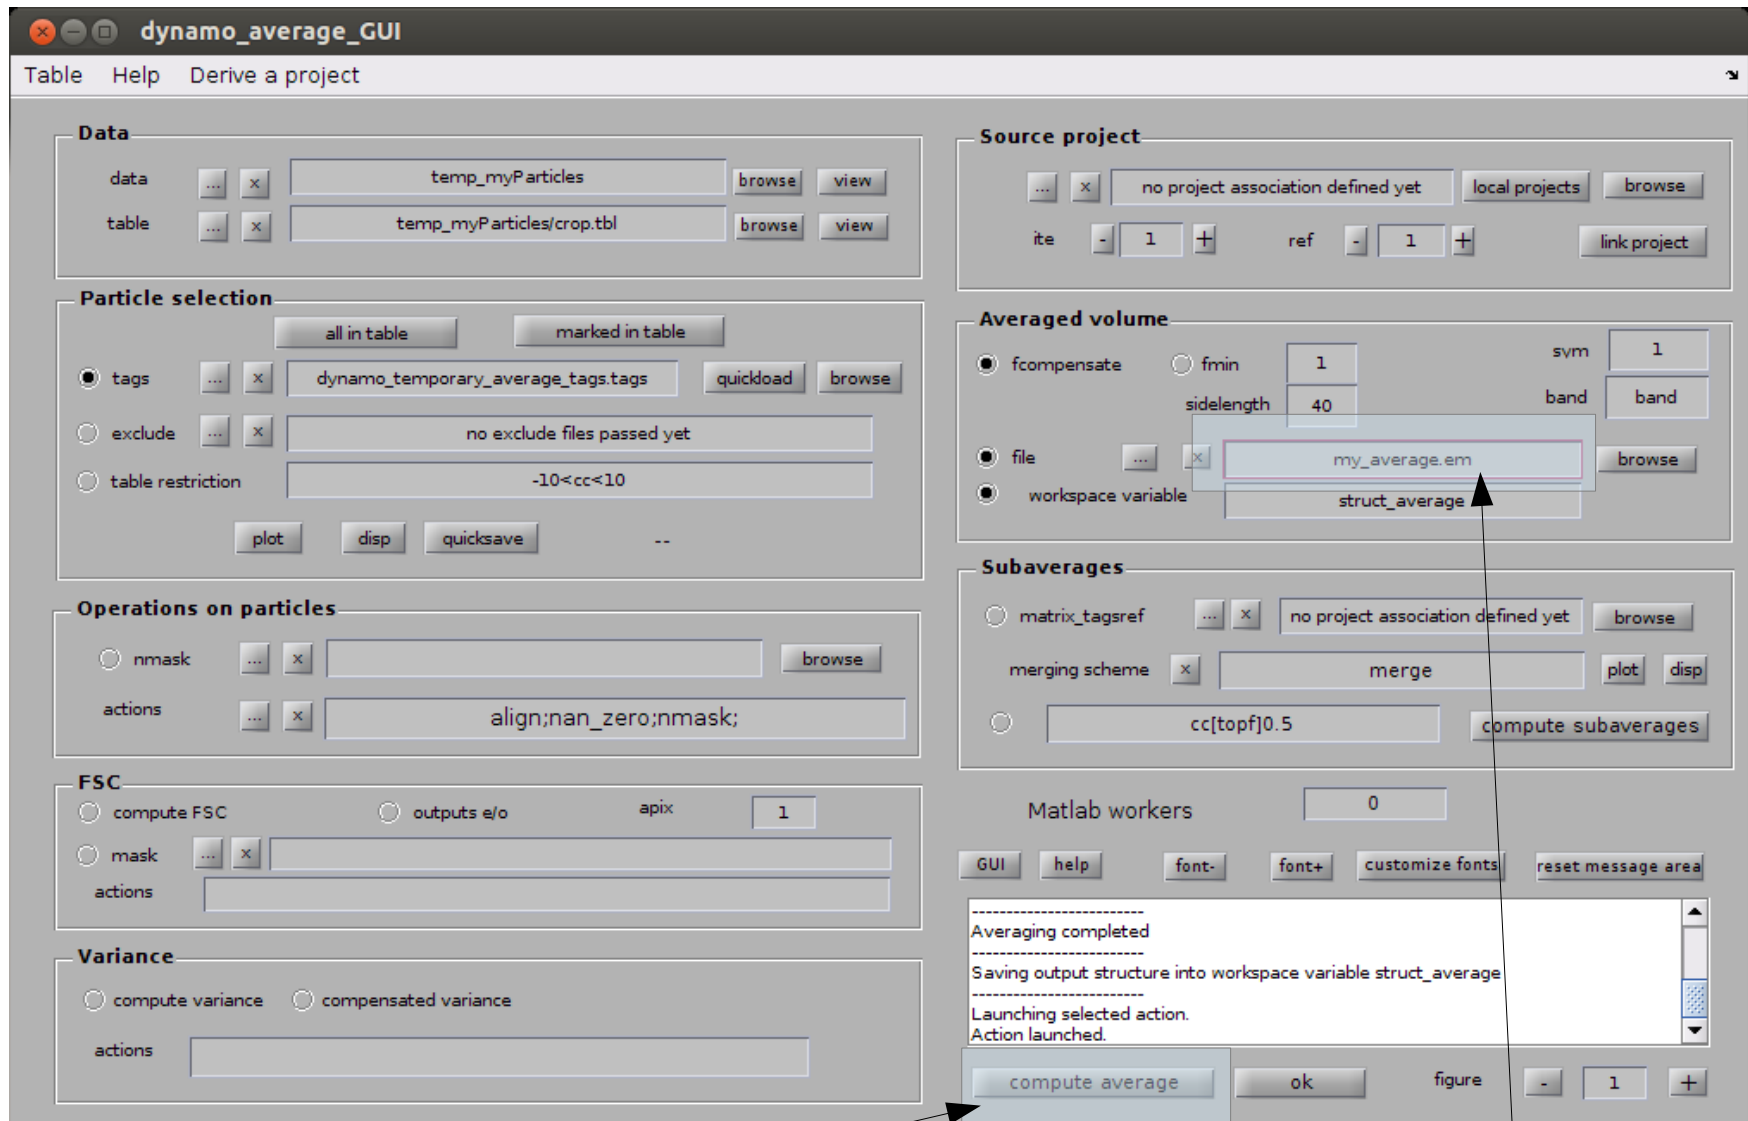 dynamo_average_GUI
Table Help Derive a project
Data
data ... x temp_myParticles browse view
table ... x temp_myParticles/crop.tbl browse view
Particle selection
all in table marked in table
tags ... x dynamo_temporary_average_tags.tags quickload browse
exclude ... x no exclude files passed yet
table restriction -10<cc<10
plot disp quicksave --
Operations on particles
nmask ... x browse
actions ... x align;nan_zero;nmask;
FSC
compute FSC outputs e/o apix 1
mask ... x
actions
Variance
compute variance compensated variance
actions
Source project
... x no project association defined yet local projects browse
ite - 1 + ref - 1 + link project
Averaged volume
fcompensate fmin 1 sym 1
sidelength 40 band band
file ... x my_average.em browse
workspace variable struct_average
Subaverages
matrix_tagsref ... x no project association defined yet browse
merging scheme x merge plot disp
cc[topf]0.5 compute subaverages
Matlab workers 0
GUI help font- font+ customize fonts reset message area
-------------------------
Averaging completed
-------------------------
Saving output structure into workspace variable struct_average
-------------------------
Launching selected action.
Action launched.
compute average ok figure - 1 +